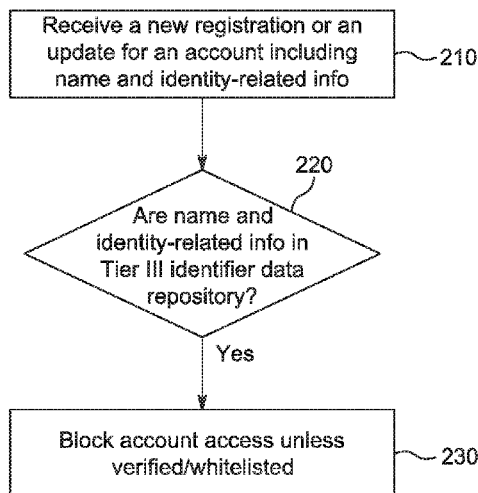 Receive a new registration or an
update for an account including
name and identity-related info
210
220
Are name and
identity-related info in
Tier III identifier data
repository?
Yes
Block account access unless
verified/whitelisted
230